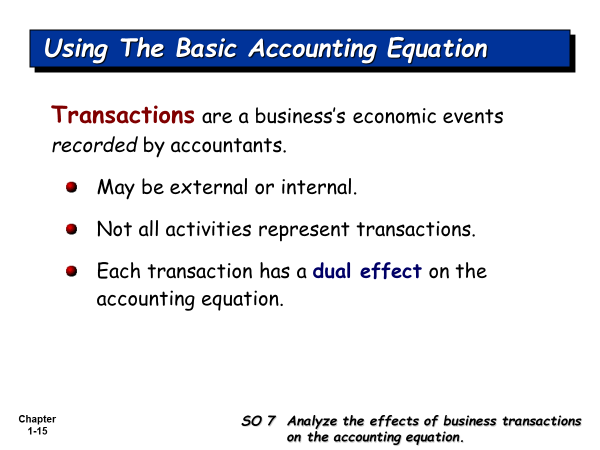 Using The Basic Accounting Equation
Transactions are a business's economic events
recorded by accountants.
May be external or internal.
Not all activities represent transactions.
Each transaction has a dual effect on the
accounting equation.
Chapter
1-15
SO 7 Analyze the effects of business transactions
on the accounting equation.